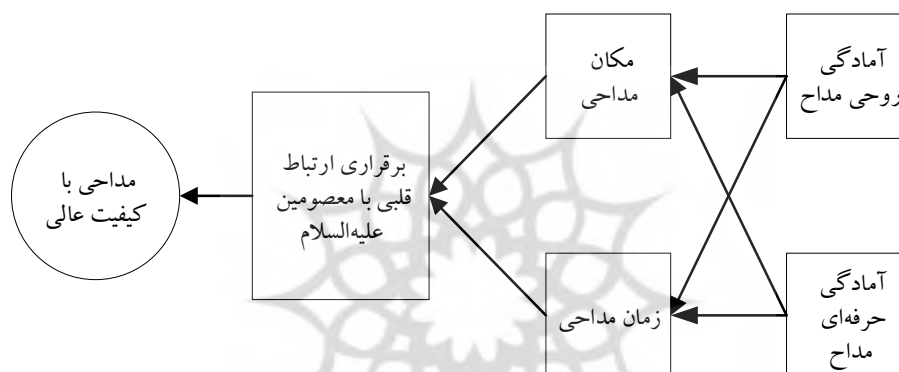 آمادگی
روحی مداح
مکان
مداحی
برقراری ارتباط
قلبی با معصومین
علیه‌السلام
مداحی با
کیفیت عالی
آمادگی
حرفه‌ای
مداح
زمان مداحی